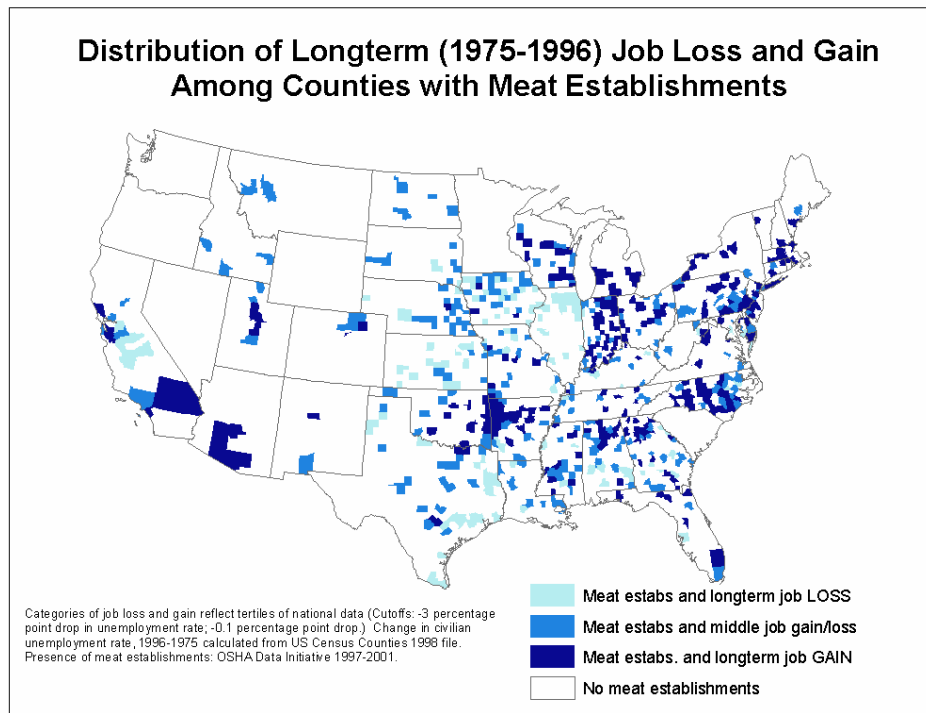 Distribution of Longterm (1975-1996) Job Loss and Gain
Among Counties with Meat Establishments
Categories of job loss and gain reflect tertiles of national data (Cutoffs: -3 percentage
point drop in unemployment rate; -0.1 percentage point drop.) Change in civilian
unemployment rate, 1996-1975 calculated from US Census Counties 1998 file.
Presence of meat establishments: OSHA Data Initiative 1997-2001.
Meat estabs and longterm job LOSS
Meat estabs and middle job gain/loss
Meat estabs. and longterm job GAIN
No meat establishments